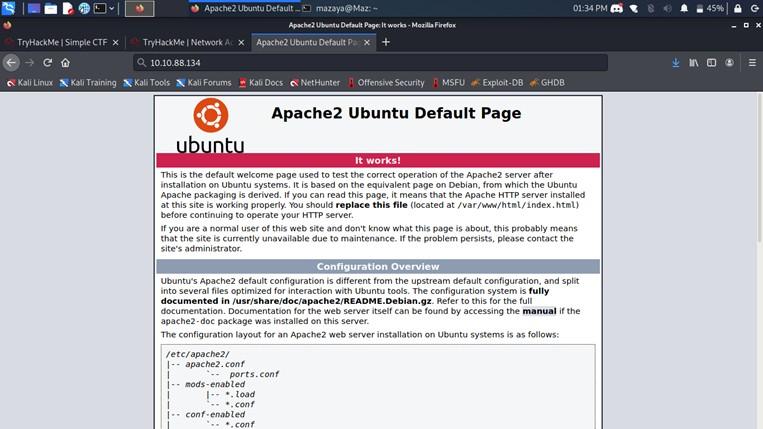 Apache2 Ubuntu Default ...
mazaya@Maz: ~
01:34 PM
45%
Apache2 Ubuntu Default Page: It works - Mozilla Firefox
TryHackMe | Simple CTF
TryHackMe | Network Ac
Apache2 Ubuntu Default Pa
10.10.88.134
Kali Linux
Kali Training
Kali Tools
Kali Forums
Kali Docs
NetHunter
Offensive Security
MSFU
Exploit-DB
GHDB
ubuntu
Apache2 Ubuntu Default Page
It works!
This is the default welcome page used to test the correct operation of the Apache2 server after
installation on Ubuntu systems. It is based on the equivalent page on Debian, from which the Ubuntu
Apache packaging is derived. If you can read this page, it means that the Apache HTTP server installed
at this site is working properly. You should replace this file (located at /var/www/html/index.html)
before continuing to operate your HTTP server.
If you are a normal user of this web site and don't know what this page is about, this probably means
that the site is currently unavailable due to maintenance. If the problem persists, please contact the
site's administrator.
Configuration Overview
Ubuntu's Apache2 default configuration is different from the upstream default configuration, and split
into several files optimized for interaction with Ubuntu tools. The configuration system is fully
documented in /usr/share/doc/apache2/README.Debian.gz. Refer to this for the full
documentation. Documentation for the web server itself can be found by accessing the manual if the
apache2-doc package was installed on this server.
The configuration layout for an Apache2 web server installation on Ubuntu systems is as follows:
/etc/apache2/
|-- apache2.conf
|       `--  ports.conf
|-- mods-enabled
|       |-- *.load
|       `-- *.conf
|-- conf-enabled
|       `-- *.conf